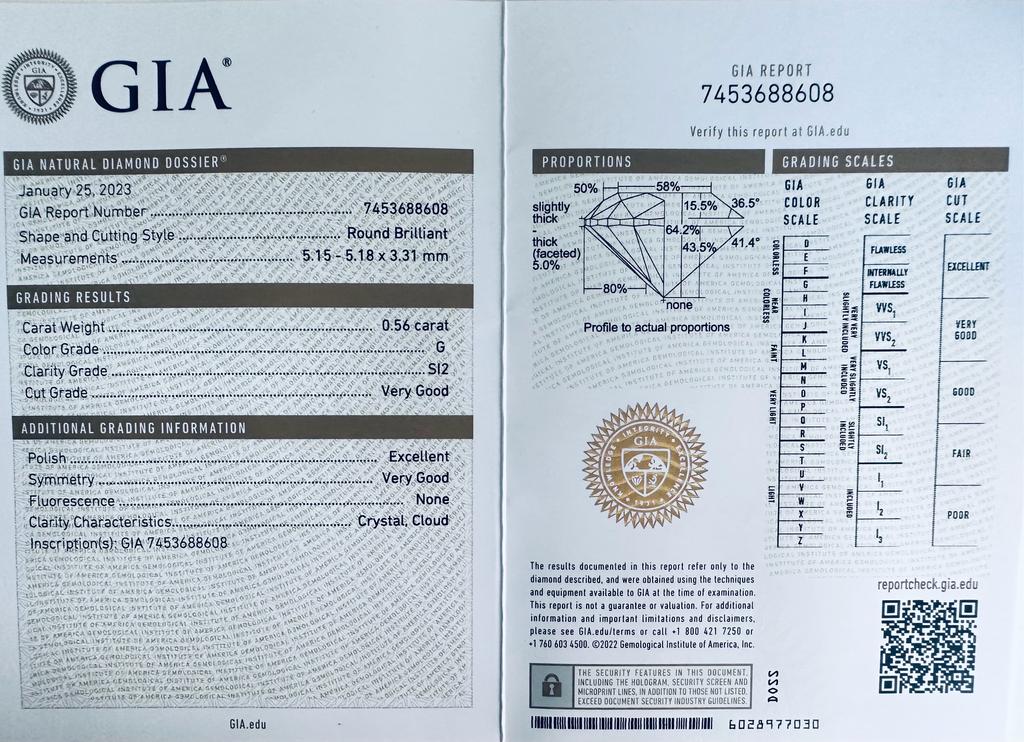 GIA®
GIA NATURAL DIAMOND DOSSIER®
January 25, 2023
GIA Report Number 7453688608
Shape and Cutting Style Round Brilliant
Measurements 5.15 - 5.18 x 3.31 mm
GRADING RESULTS
Carat Weight 0.56 carat
Color Grade G
Clarity Grade SI2
Cut Grade Very Good
ADDITIONAL GRADING INFORMATION
Polish Excellent
Symmetry Very Good
Fluorescence None
Clarity Characteristics Crystal, Cloud
Inscription(s): GIA 7453688608
GIA.edu
GIA REPORT
7453688608
Verify this report at GIA.edu
PROPORTIONS
50%
58%
slightly
thick
-
thick
(faceted)
5.0%
15.5%
36.5°
64.2%
43.5%
41.4°
80%
none
Profile to actual proportions
INTEGRITY
GIA
The results documented in this report refer only to the
diamond described, and were obtained using the techniques
and equipment available to GIA at the time of examination.
This report is not a guarantee or valuation. For additional
information and important limitations and disclaimers,
please see GIA.edu/terms or call +1 800 421 7250 or
+1 760 603 4500. ©2022 Gemological Institute of America, Inc.
THE SECURITY FEATURES IN THIS DOCUMENT,
INCLUDING THE HOLOGRAM, SECURITY SCREEN AND
MICROPRINT LINES, IN ADDITION TO THOSE NOT LISTED,
EXCEED DOCUMENT SECURITY INDUSTRY GUIDELINES.
D022
6028977030
GRADING SCALES
GIA
COLOR
SCALE
COLORLESS
D
E
F
NEAR
COLORLESS
G
H
I
J
FAINT
K
L
M
VERY LIGHT
N
O
P
Q
R
LIGHT
S
T
U
V
W
X
Y
Z
GIA
CLARITY
SCALE
FLAWLESS
INTERNALLY
FLAWLESS
VERY VERY
SLIGHTLY INCLUDED
VVS1
VVS2
VERY SLIGHTLY
INCLUDED
VS1
VS2
SLIGHTLY
INCLUDED
SI1
SI2
INCLUDED
I1
I2
I3
GIA
CUT
SCALE
EXCELLENT
VERY
GOOD
GOOD
FAIR
POOR
reportcheck.gia.edu